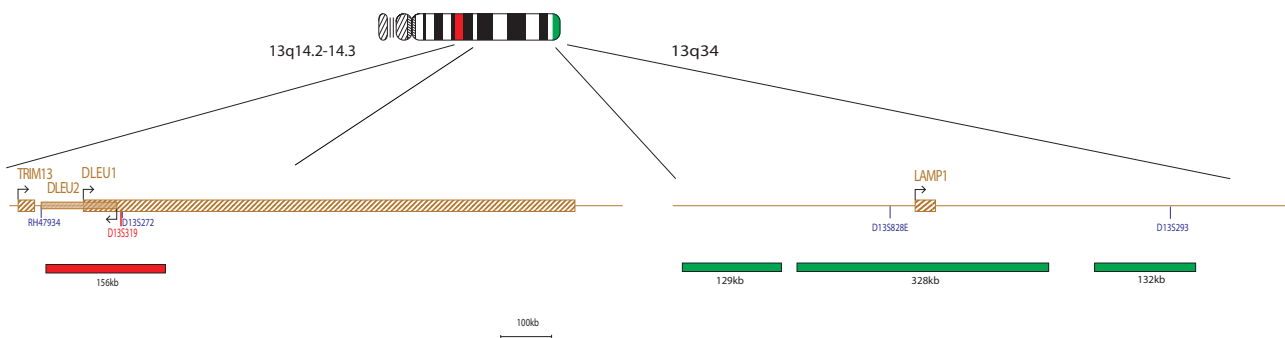 13q14.2-14.3
13q34
TRIM13
DLEU2
DLEU1
LAMP1
RH47934
D13S272
D13S319
D13S828E
D13S293
156kb
129kb
328kb
132kb
100kb